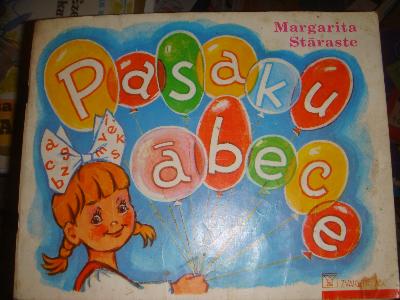 Margarita
Stāraste
Pasaku
ābece